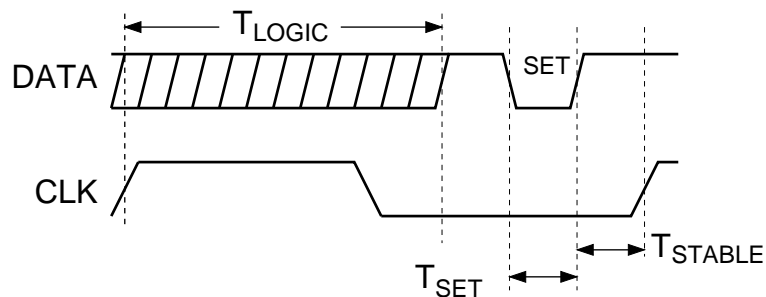 TLOGIC
DATA
SET
CLK
TSTABLE
TSET